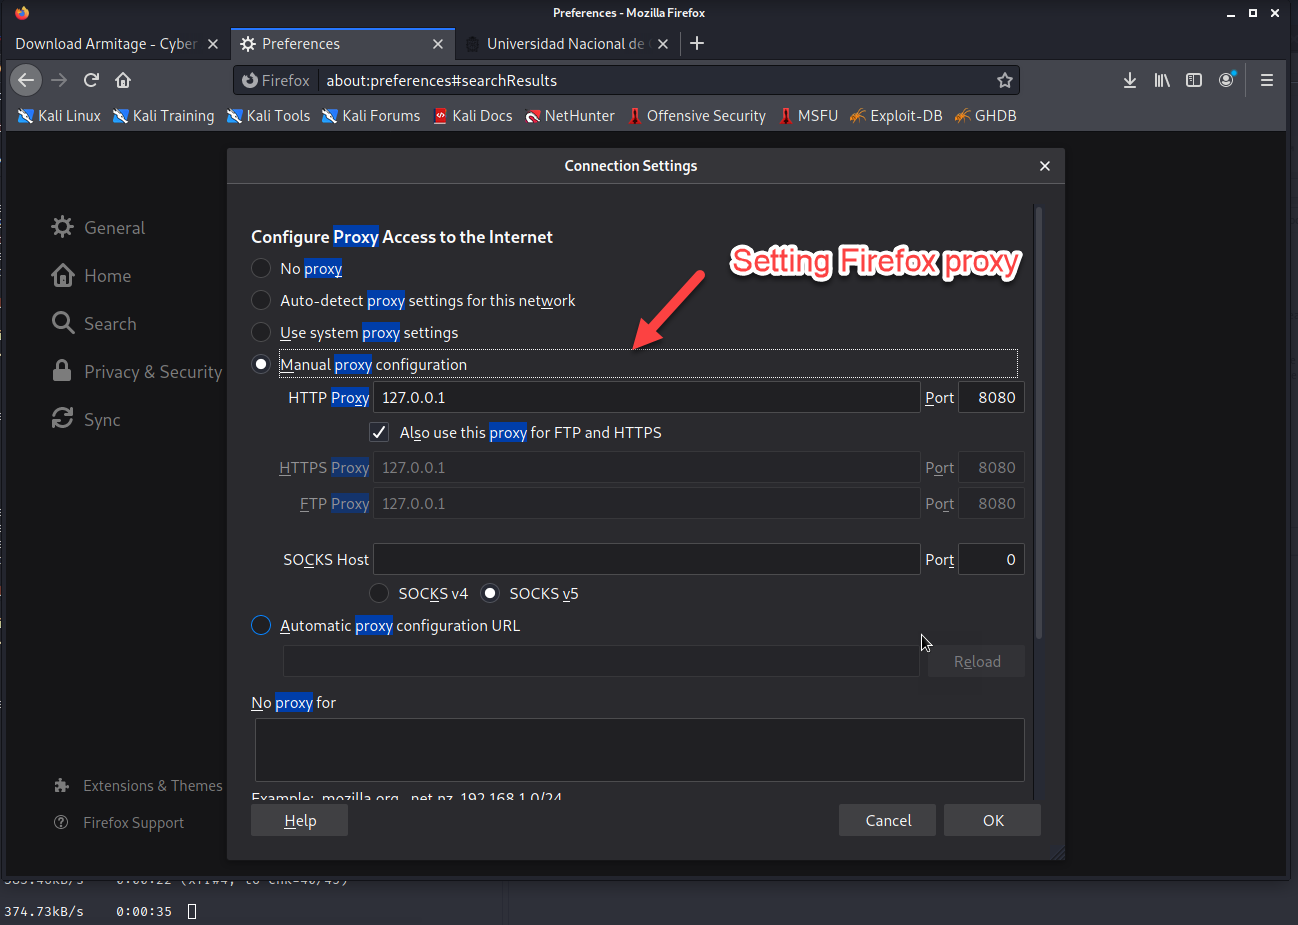 Preferences - Mozilla Firefox
Download Armitage - Cyber
Preferences
Universidad Nacional de
Firefox about:preferences#searchResults
Kali Linux Kali Training Kali Tools Kali Forums Kali Docs NetHunter Offensive Security MSFU Exploit-DB GHDB
Connection Settings
General
Home
Search
Privacy & Security
Sync
Extensions & Themes
Firefox Support
Configure Proxy Access to the Internet
Setting Firefox proxy
No proxy
Auto-detect proxy settings for this network
Use system proxy settings
Manual proxy configuration
HTTP Proxy 127.0.0.1 Port 8080
Also use this proxy for FTP and HTTPS
HTTPS Proxy 127.0.0.1 Port 8080
FTP Proxy 127.0.0.1 Port 8080
SOCKS Host Port 0
SOCKS v4 SOCKS v5
Automatic proxy configuration URL
Reload
No proxy for
Example: .mozilla.org, .net.nz, 192.168.1.0/24
Help Cancel OK
374.73kB/s 0:00:35